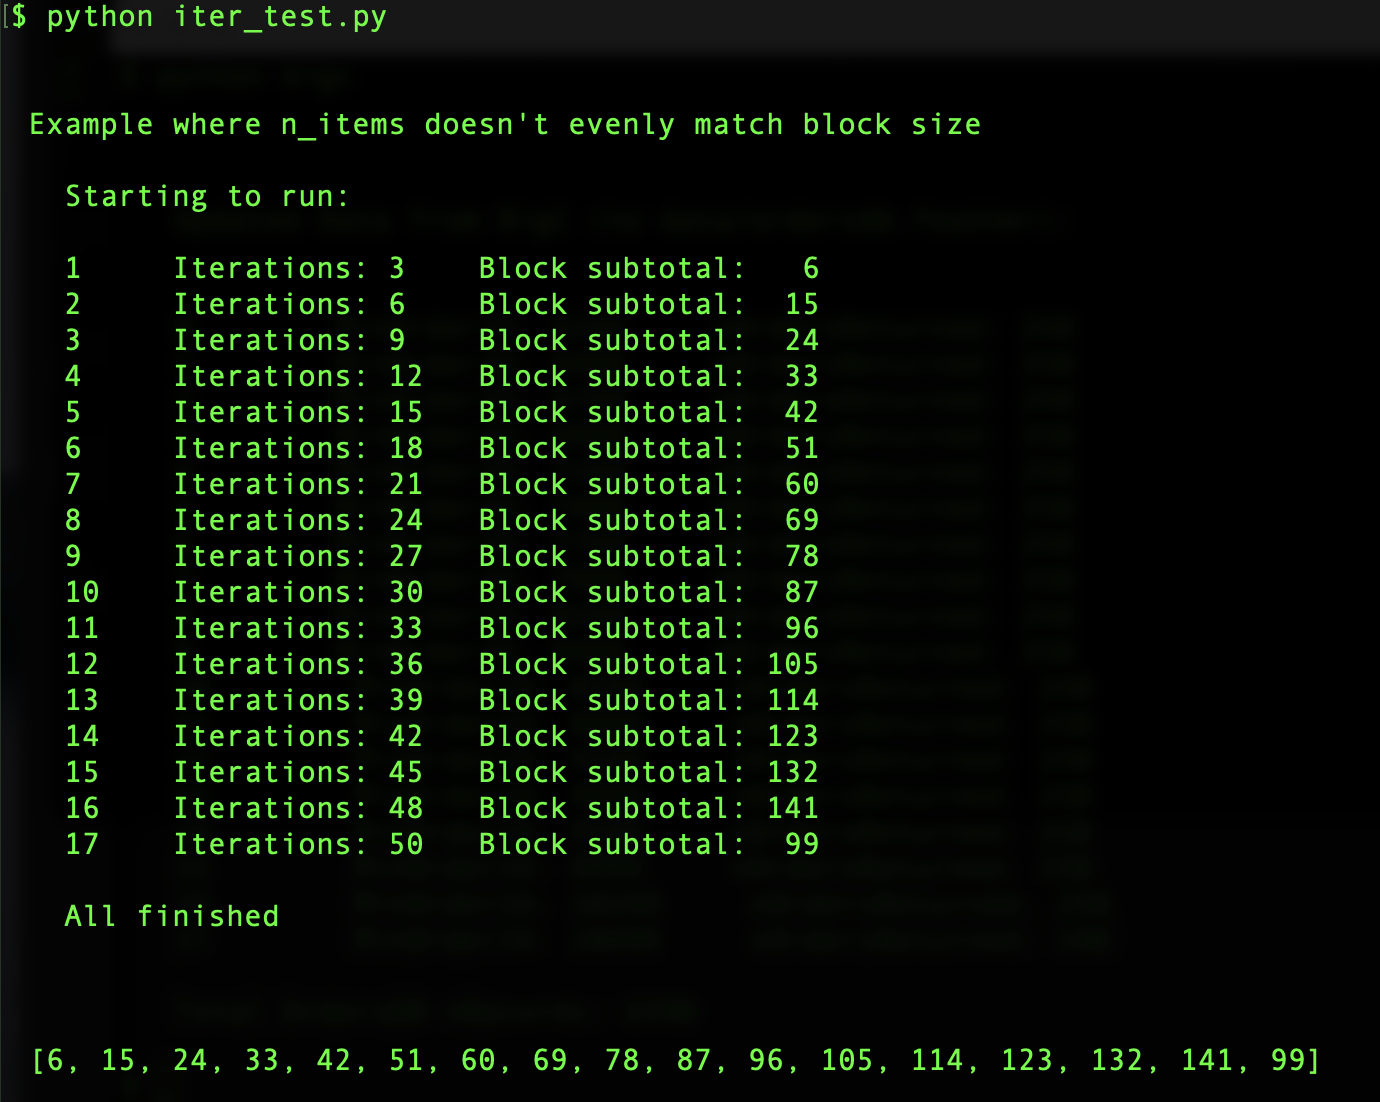 [$ python iter_test.py
Example where n_items doesn't evenly match block size
Starting to run:
1     Iterations: 3    Block subtotal:   6
2     Iterations: 6    Block subtotal:  15
3     Iterations: 9    Block subtotal:  24
4     Iterations: 12   Block subtotal:  33
5     Iterations: 15   Block subtotal:  42
6     Iterations: 18   Block subtotal:  51
7     Iterations: 21   Block subtotal:  60
8     Iterations: 24   Block subtotal:  69
9     Iterations: 27   Block subtotal:  78
10    Iterations: 30   Block subtotal:  87
11    Iterations: 33   Block subtotal:  96
12    Iterations: 36   Block subtotal: 105
13    Iterations: 39   Block subtotal: 114
14    Iterations: 42   Block subtotal: 123
15    Iterations: 45   Block subtotal: 132
16    Iterations: 48   Block subtotal: 141
17    Iterations: 50   Block subtotal:  99
All finished
[6, 15, 24, 33, 42, 51, 60, 69, 78, 87, 96, 105, 114, 123, 132, 141, 99]